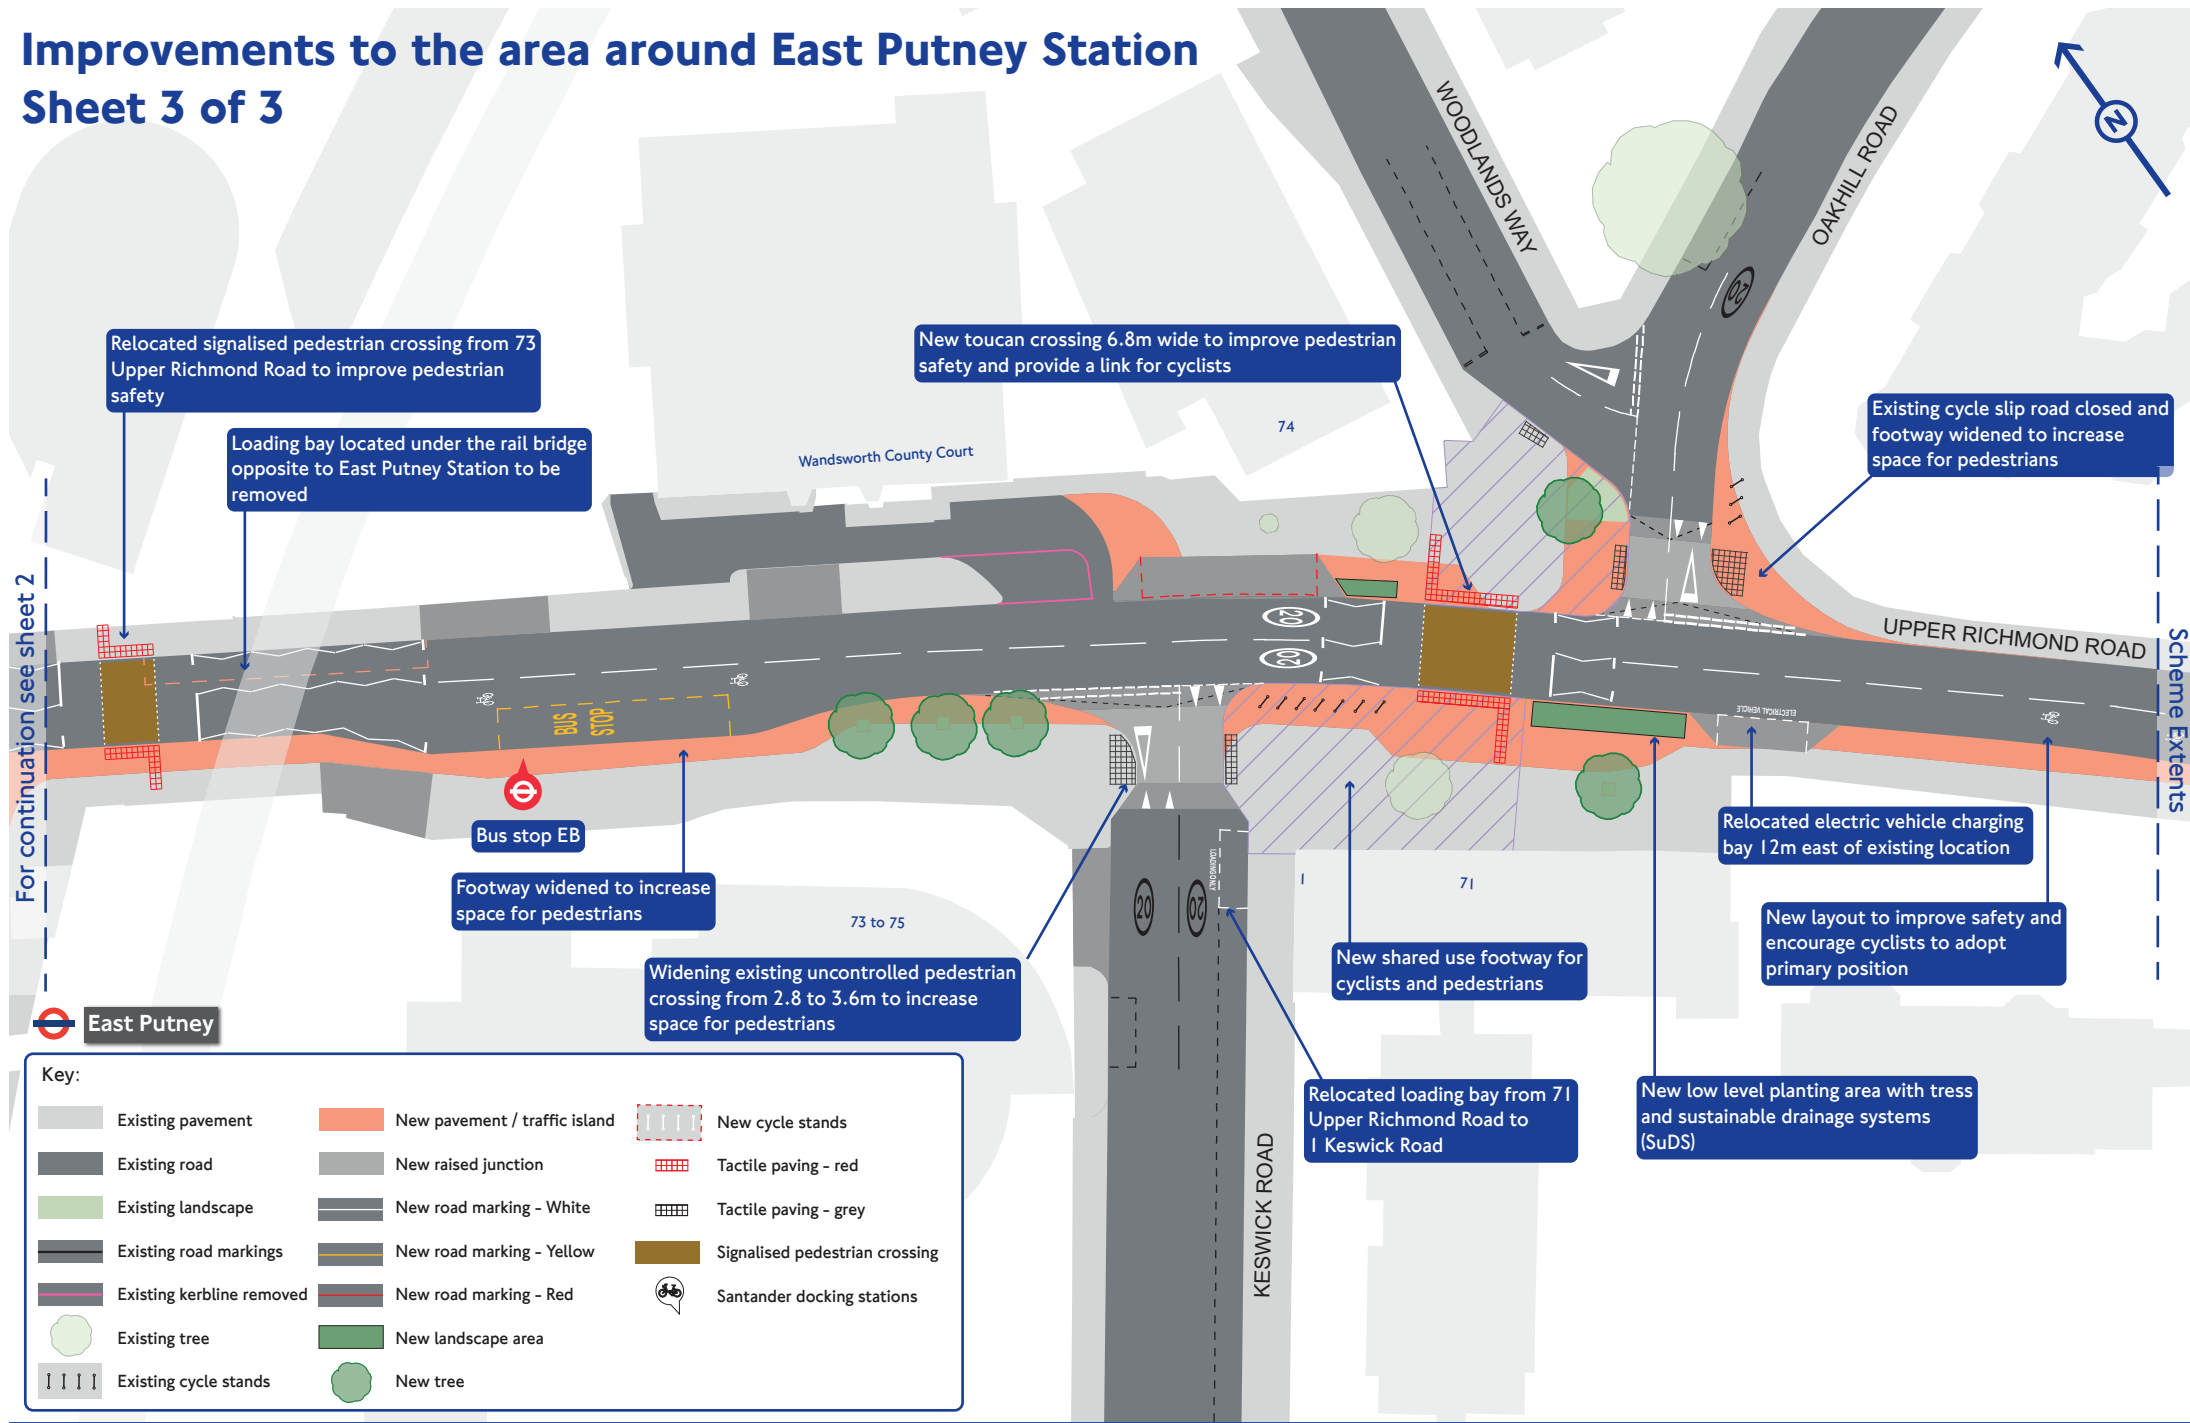 Improvements to the area around East Putney Station
Sheet 3 of 3
N
WOODLANDS WAY
OAKHILL ROAD
20
Relocated signalised pedestrian crossing from 73
Upper Richmond Road to improve pedestrian
safety
Loading bay located under the rail bridge
opposite to East Putney Station to be
removed
New toucan crossing 6.8m wide to improve pedestrian
safety and provide a link for cyclists
Existing cycle slip road closed and
footway widened to increase
space for pedestrians
Wandsworth County Court
74
For continuation see sheet 2
UPPER RICHMOND ROAD
Scheme Extents
20
20
BUS
STOP
ELECTRICAL VEHICLE
Bus stop EB
Footway widened to increase
space for pedestrians
73 to 75
Widening existing uncontrolled pedestrian
crossing from 2.8 to 3.6m to increase
space for pedestrians
LOADING ONLY
20
20
1
71
New shared use footway for
cyclists and pedestrians
Relocated electric vehicle charging
bay 12m east of existing location
New layout to improve safety and
encourage cyclists to adopt
primary position
Relocated loading bay from 71
Upper Richmond Road to
1 Keswick Road
New low level planting area with tress
and sustainable drainage systems
(SuDS)
KESWICK ROAD
East Putney
Key:
Existing pavement
Existing road
Existing landscape
Existing road markings
Existing kerbline removed
Existing tree
Existing cycle stands
New pavement / traffic island
New raised junction
New road marking - White
New road marking - Yellow
New road marking - Red
New landscape area
New tree
New cycle stands
Tactile paving - red
Tactile paving - grey
Signalised pedestrian crossing
Santander docking stations